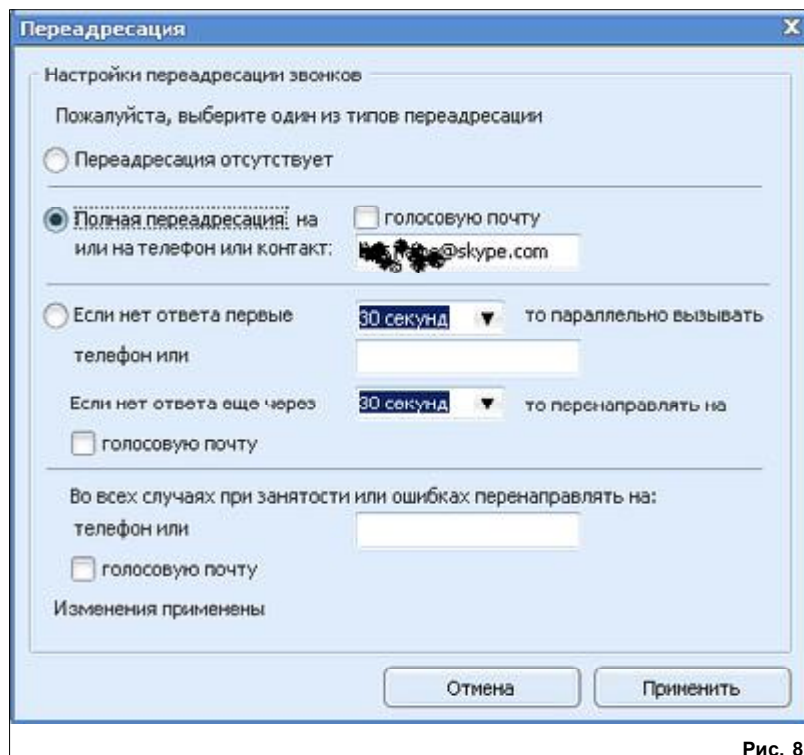 Переадресация
Настройки переадресации звонков
Пожалуйста, выберите один из типов переадресации
Переадресация отсутствует
Полная переадресация на голосовую почту
или на телефон или контакт: @skype.com
Если нет ответа первые 30 секунд то параллельно вызывать
телефон или
Если нет ответа еще через 30 секунд то перенаправлять на
голосовую почту
Во всех случаях при занятости или ошибках перенаправлять на:
телефон или
голосовую почту
Изменения применены
Отмена Применить
Рис. 8